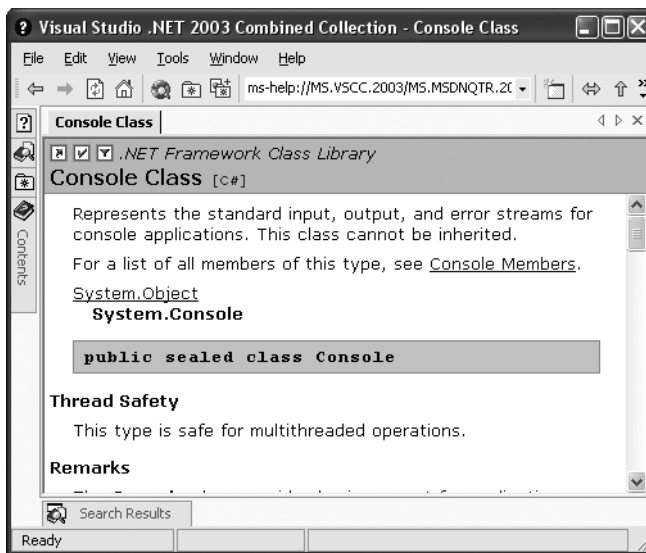 Visual Studio .NET 2003 Combined Collection - Console Class
File Edit View Tools Window Help
ms-help://MS.VSCC.2003/MS.MSDNQTR.20
Console Class
.NET Framework Class Library
Console Class [C#]
Contents
Represents the standard input, output, and error streams for
console applications. This class cannot be inherited.
For a list of all members of this type, see Console Members.
System.Object
System.Console
public sealed class Console
Thread Safety
This type is safe for multithreaded operations.
Remarks
Search Results
Ready